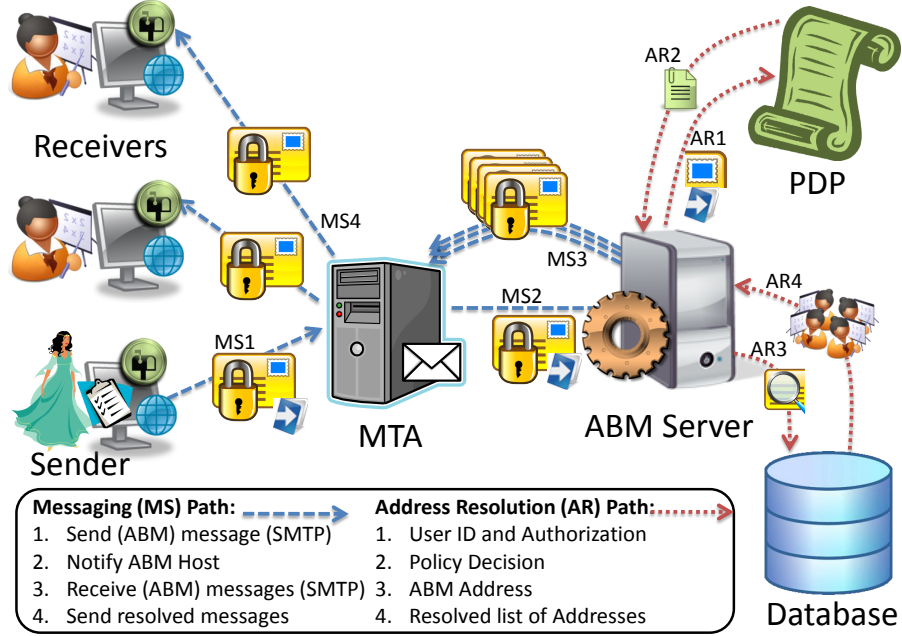 AR2
Receivers
AR1
PDP
MS4
MS3
MS2
AR4
MS1
AR3
MTA
ABM Server
Sender
Messaging (MS) Path:
1. Send (ABM) message (SMTP)
2. Notify ABM Host
3. Receive (ABM) messages (SMTP)
4. Send resolved messages
Address Resolution (AR) Path:
1. User ID and Authorization
2. Policy Decision
3. ABM Address
4. Resolved list of Addresses
Database